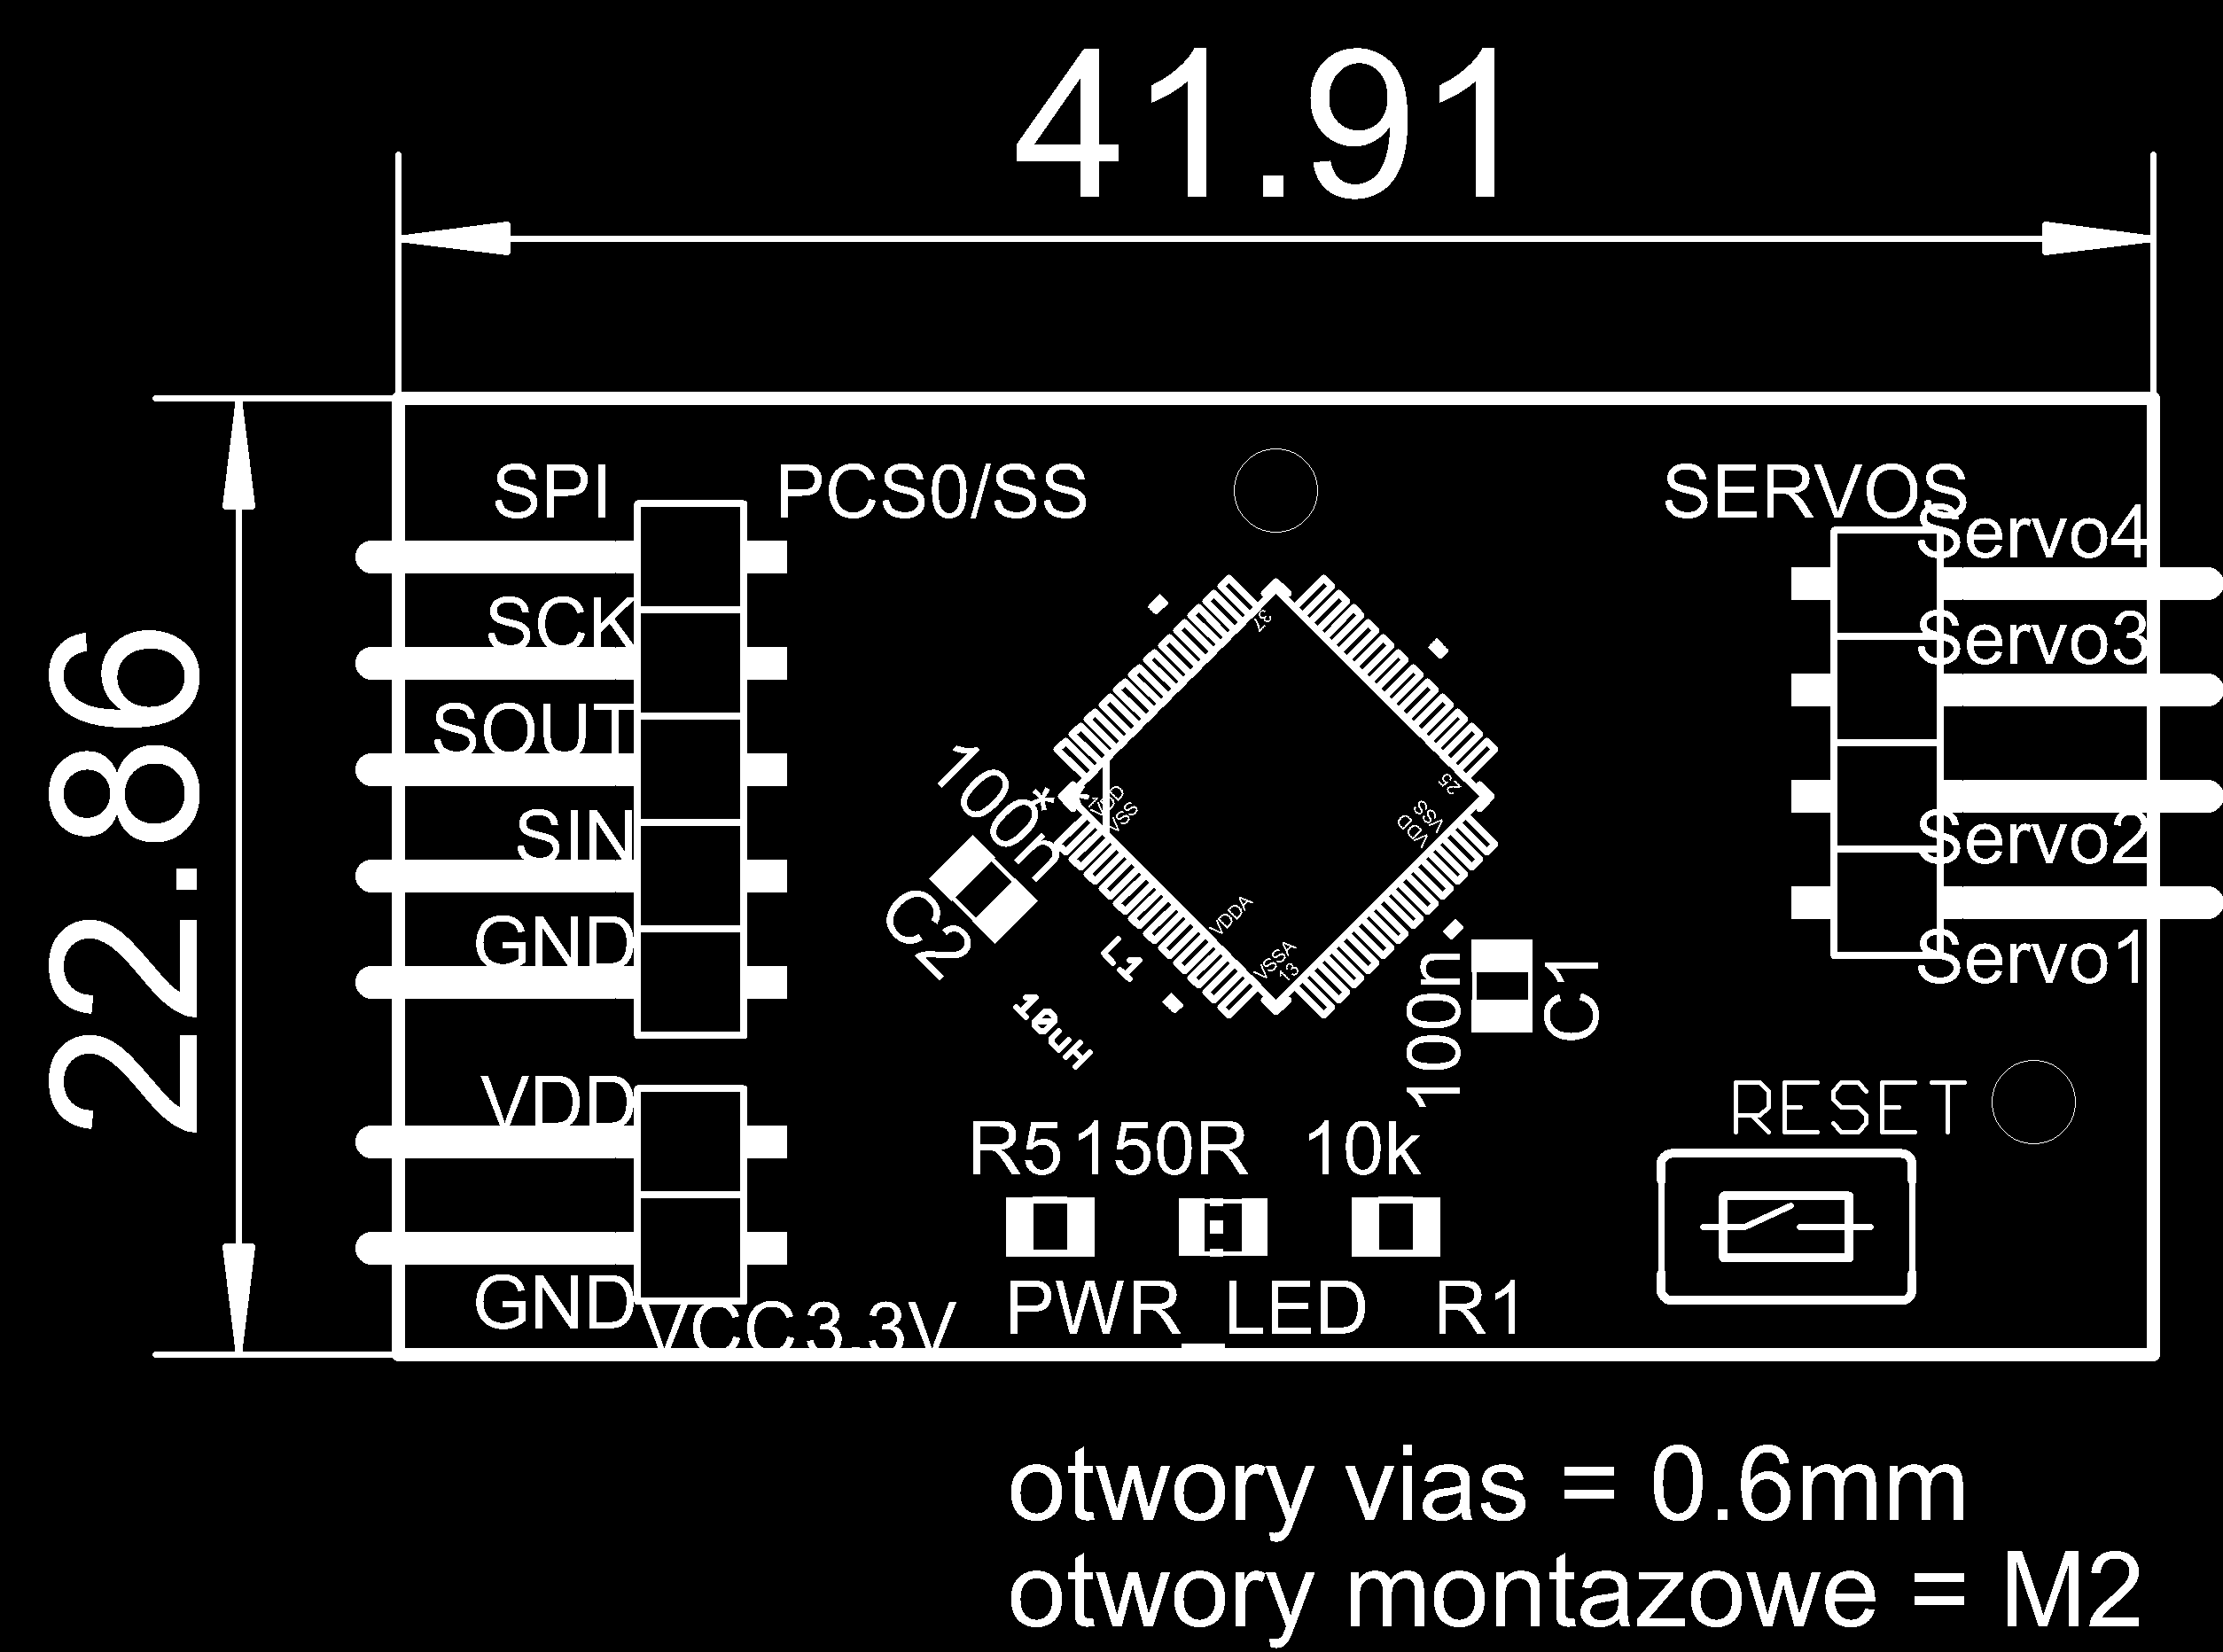 41.91
22.86
SPI
PCS0/SS
SERVOS
Servo4
SCK
Servo3
SOUT
37
100n
*
1
VDD
VSS
25
VSS
VDD
SIN
Servo2
C2
VDDA
GND
L1
VSSA
13
100n
C1
Servo1
10uH
VDD
RESET
R5 150R 10k
GND
VCC3.3V
PWR_LED
R1
otwory vias = 0.6mm
otwory montazowe = M2